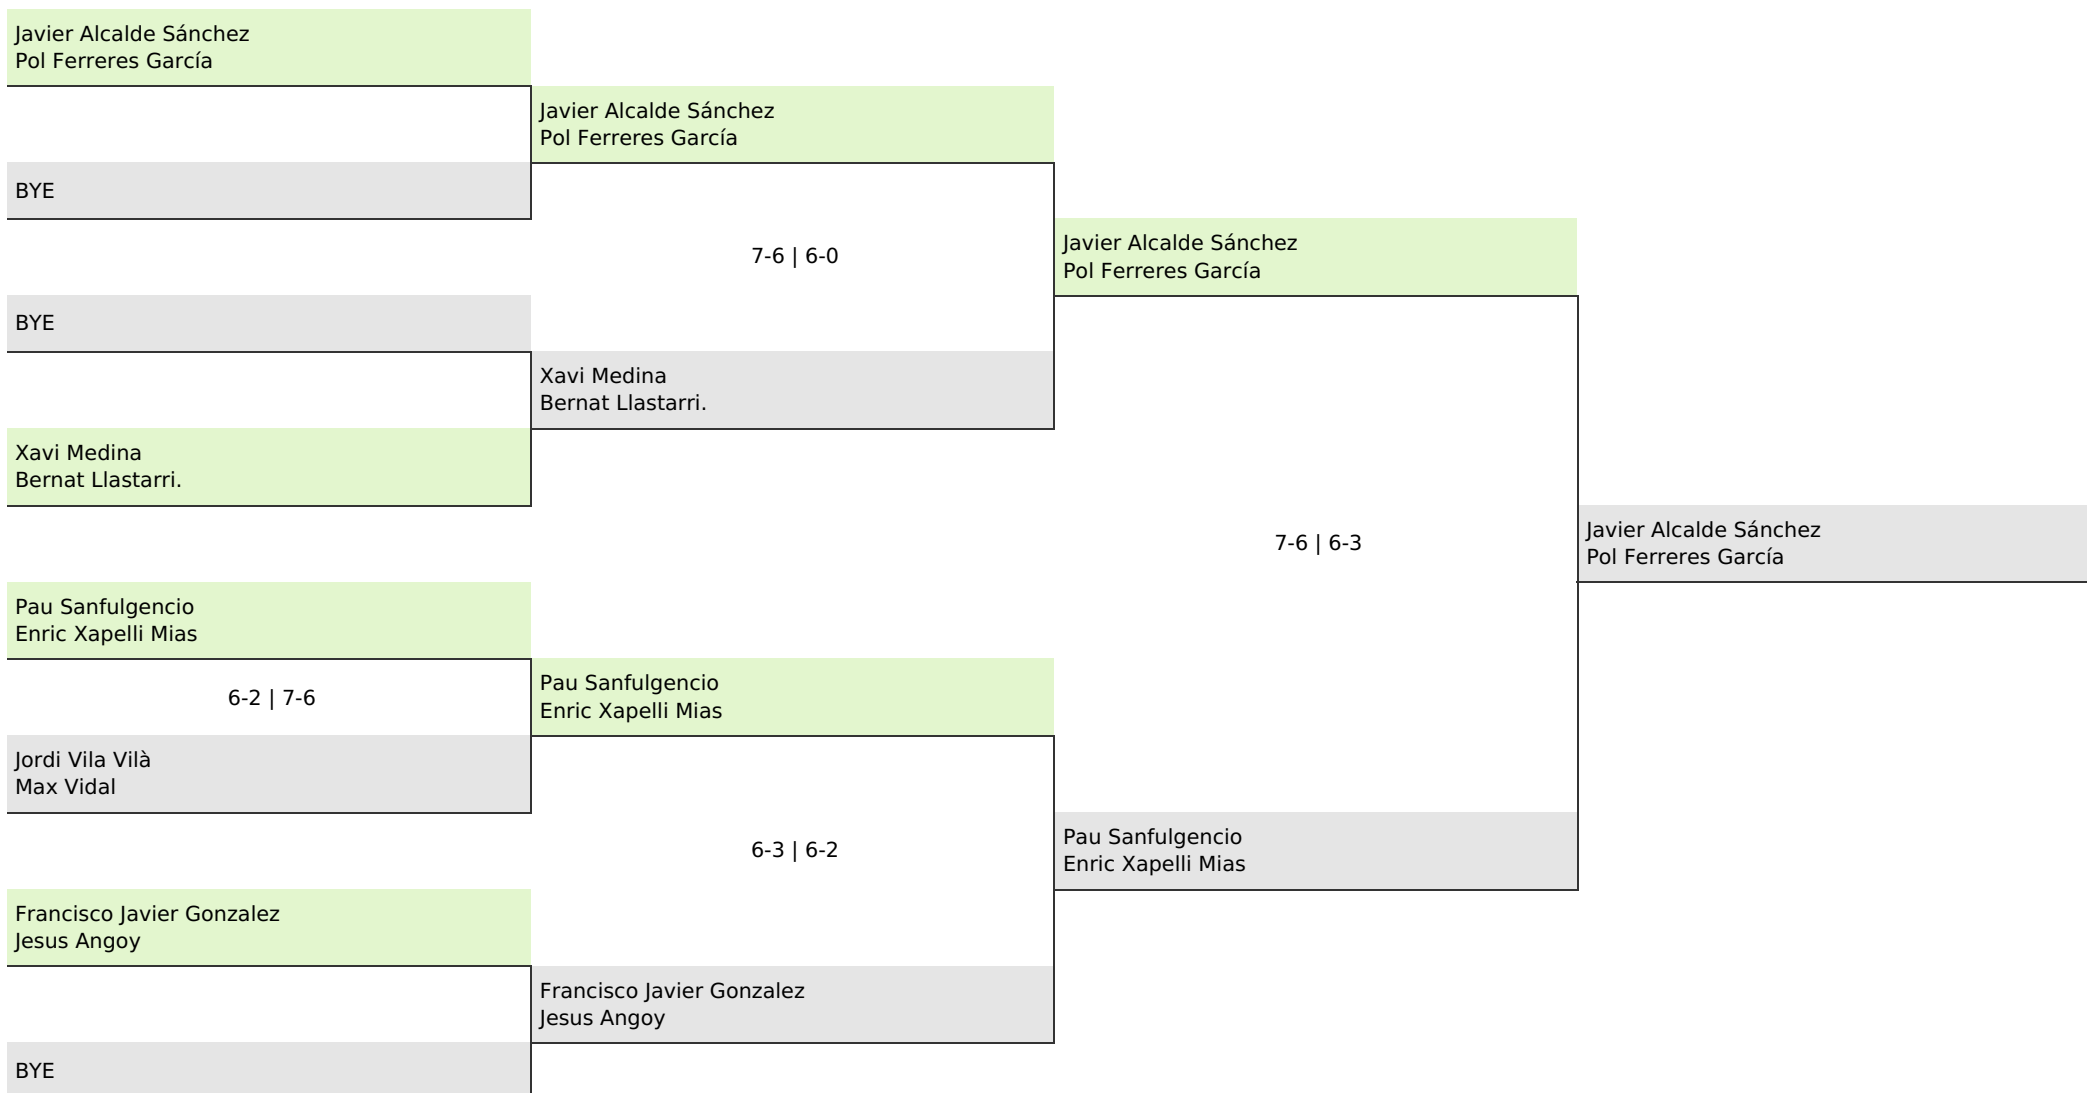 Javier Alcalde Sánchez
Pol Ferreres García
BYE
BYE
Xavi Medina
Bernat Llastarri.
Pau Sanfulgencio
Enric Xapelli Mias
6-2 | 7-6
Jordi Vila Vilà
Max Vidal
Francisco Javier Gonzalez
Jesus Angoy
BYE
Javier Alcalde Sánchez
Pol Ferreres García
7-6 | 6-0
Xavi Medina
Bernat Llastarri.
Pau Sanfulgencio
Enric Xapelli Mias
6-3 | 6-2
Francisco Javier Gonzalez
Jesus Angoy
Javier Alcalde Sánchez
Pol Ferreres García
7-6 | 6-3
Pau Sanfulgencio
Enric Xapelli Mias
Javier Alcalde Sánchez
Pol Ferreres García